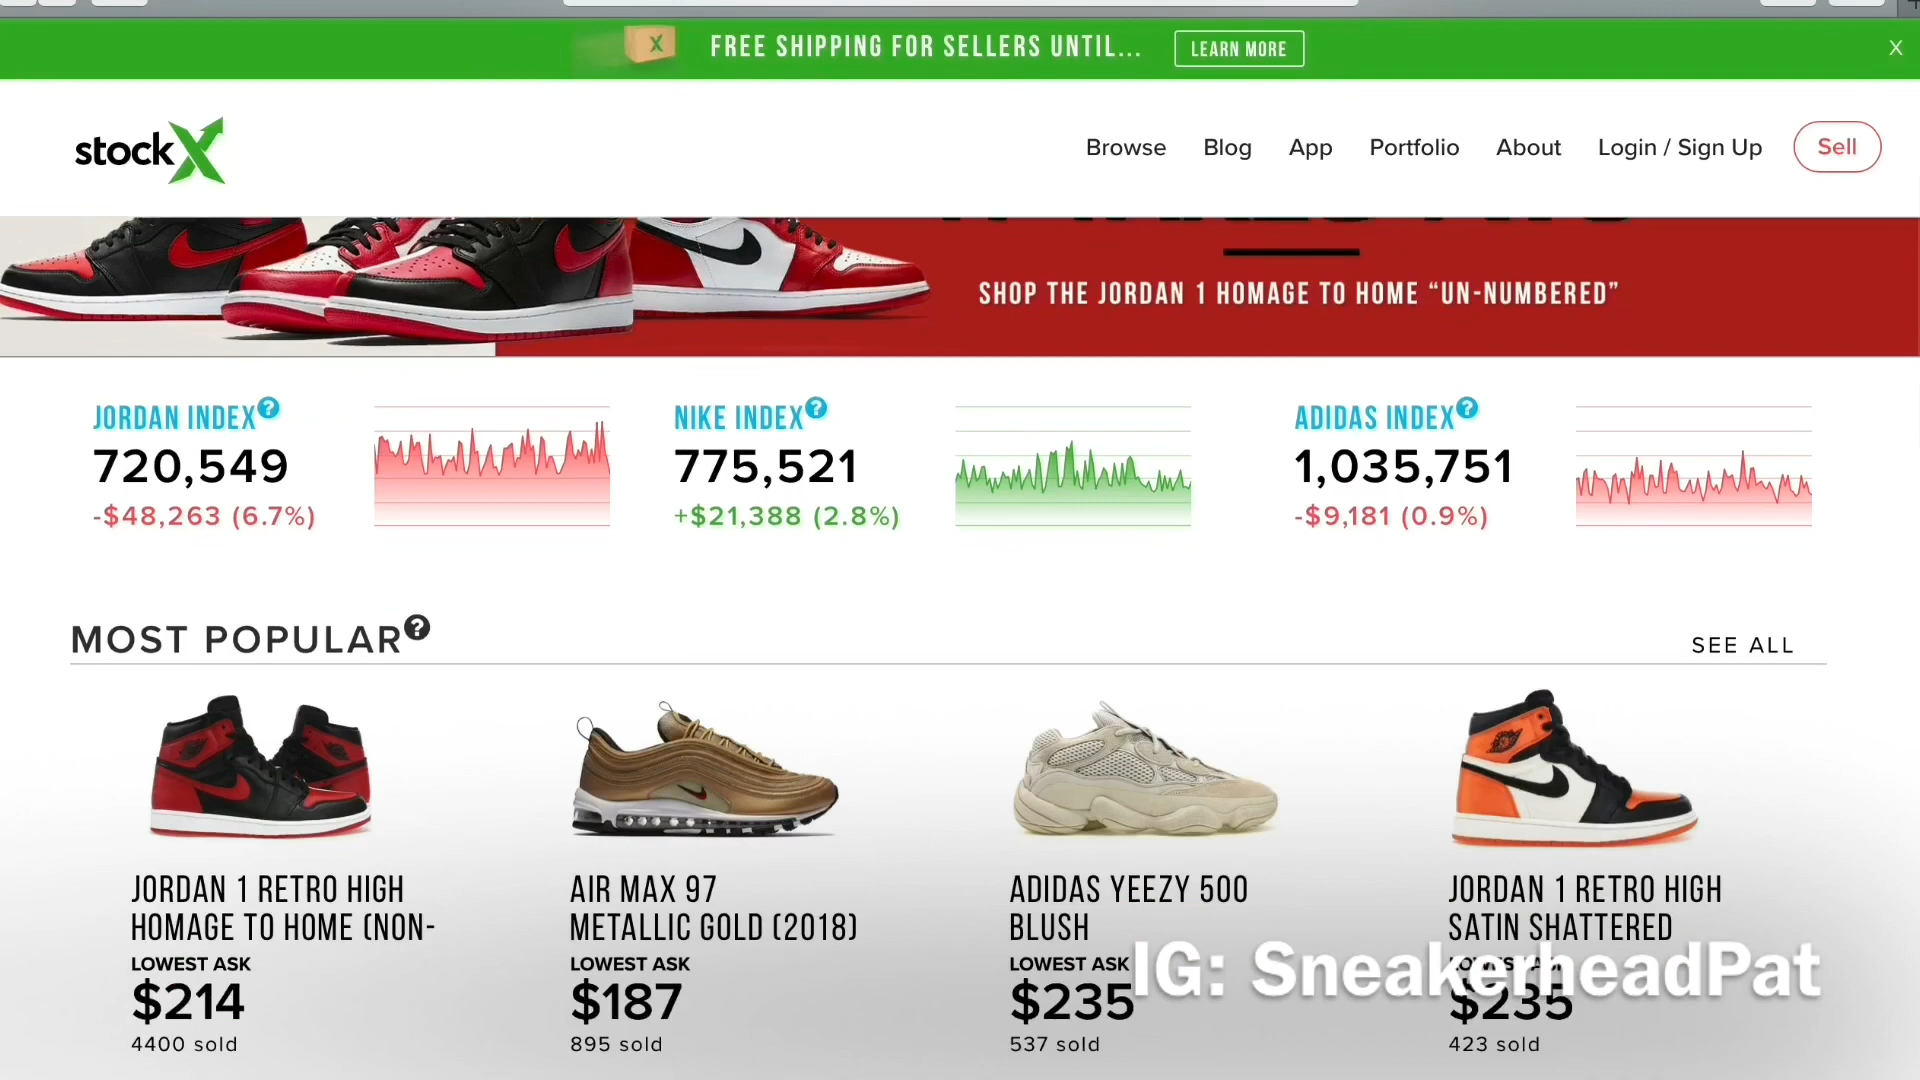 X FREE SHIPPING FOR SELLERS UNTIL... LEARN MORE X
stockX Browse Blog App Portfolio About Login / Sign Up Sell
SHOP THE JORDAN 1 HOMAGE TO HOME “UN-NUMBERED”
JORDAN INDEX?
720,549
-$48,263 (6.7%)
NIKE INDEX?
775,521
+$21,388 (2.8%)
ADIDAS INDEX?
1,035,751
-$9,181 (0.9%)
MOST POPULAR? SEE ALL
JORDAN 1 RETRO HIGH
HOMAGE TO HOME (NON-
LOWEST ASK
$214
4400 sold
AIR MAX 97
METALLIC GOLD (2018)
LOWEST ASK
$187
895 sold
ADIDAS YEEZY 500
BLUSH
LOWEST ASK
$235
537 sold
JORDAN 1 RETRO HIGH
SATIN SHATTERED
LOWEST ASK
$235
423 sold
IG: SneakerheadPat